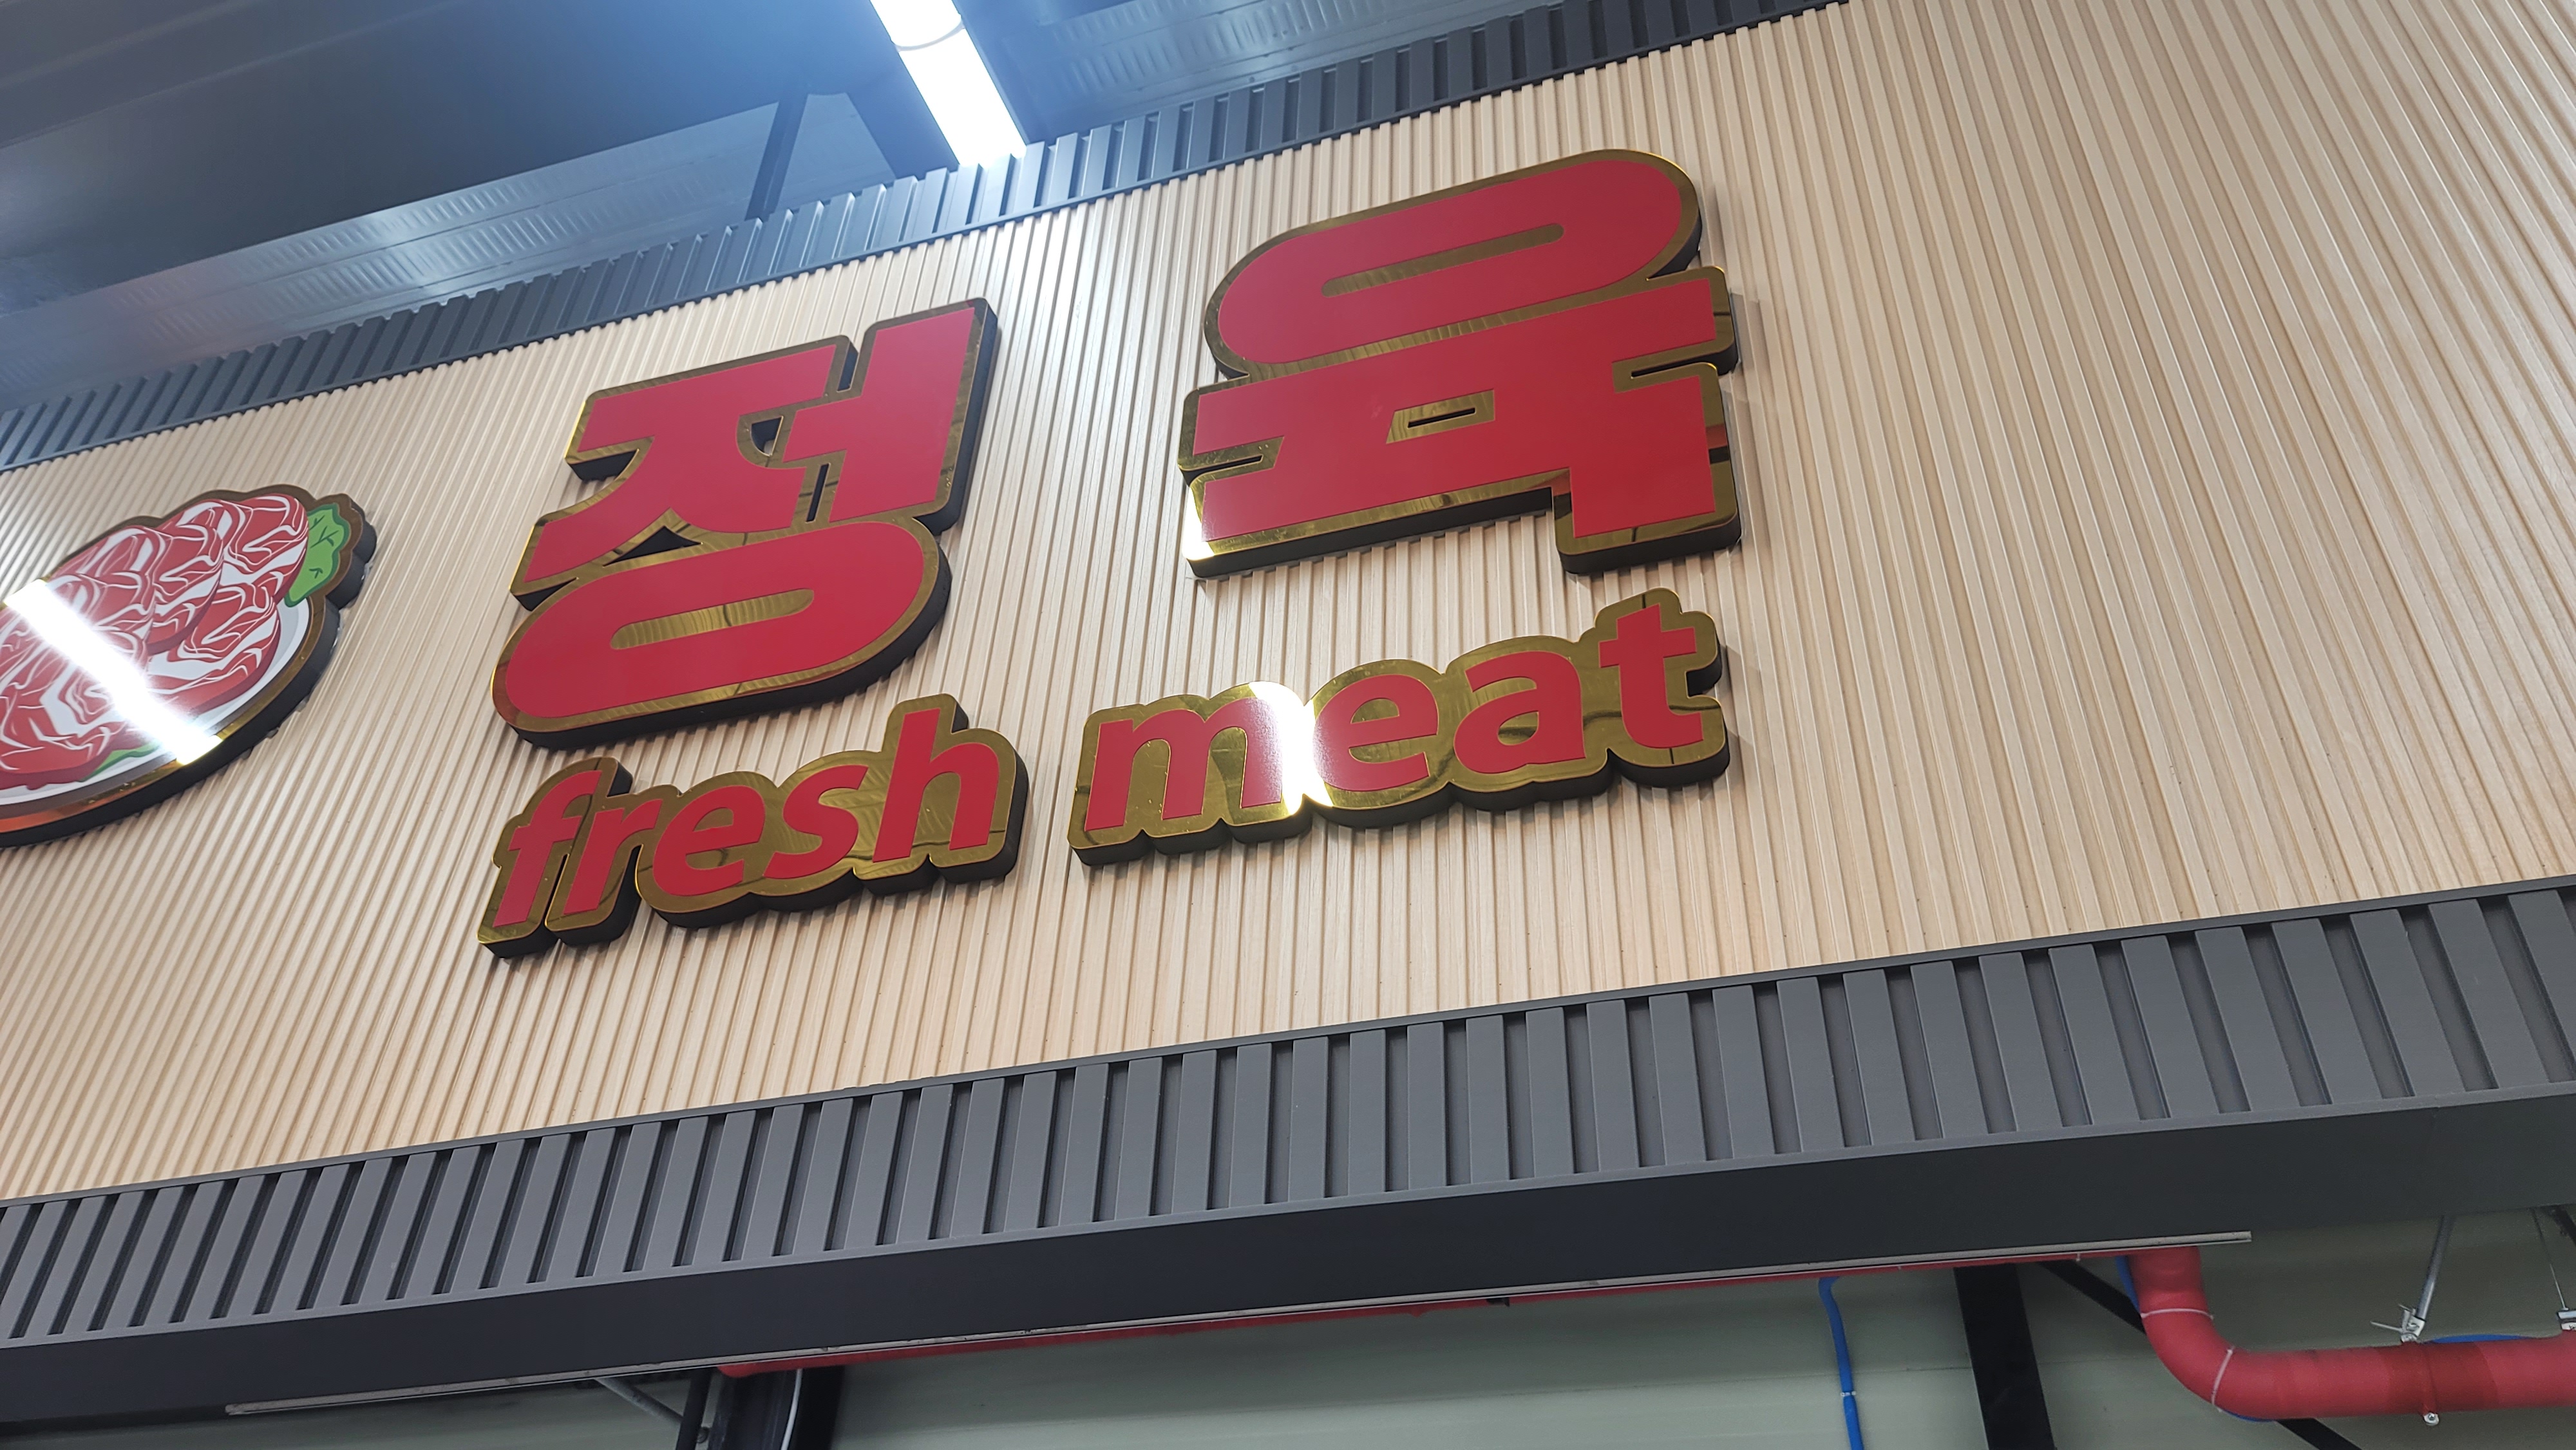 정육
fresh meat